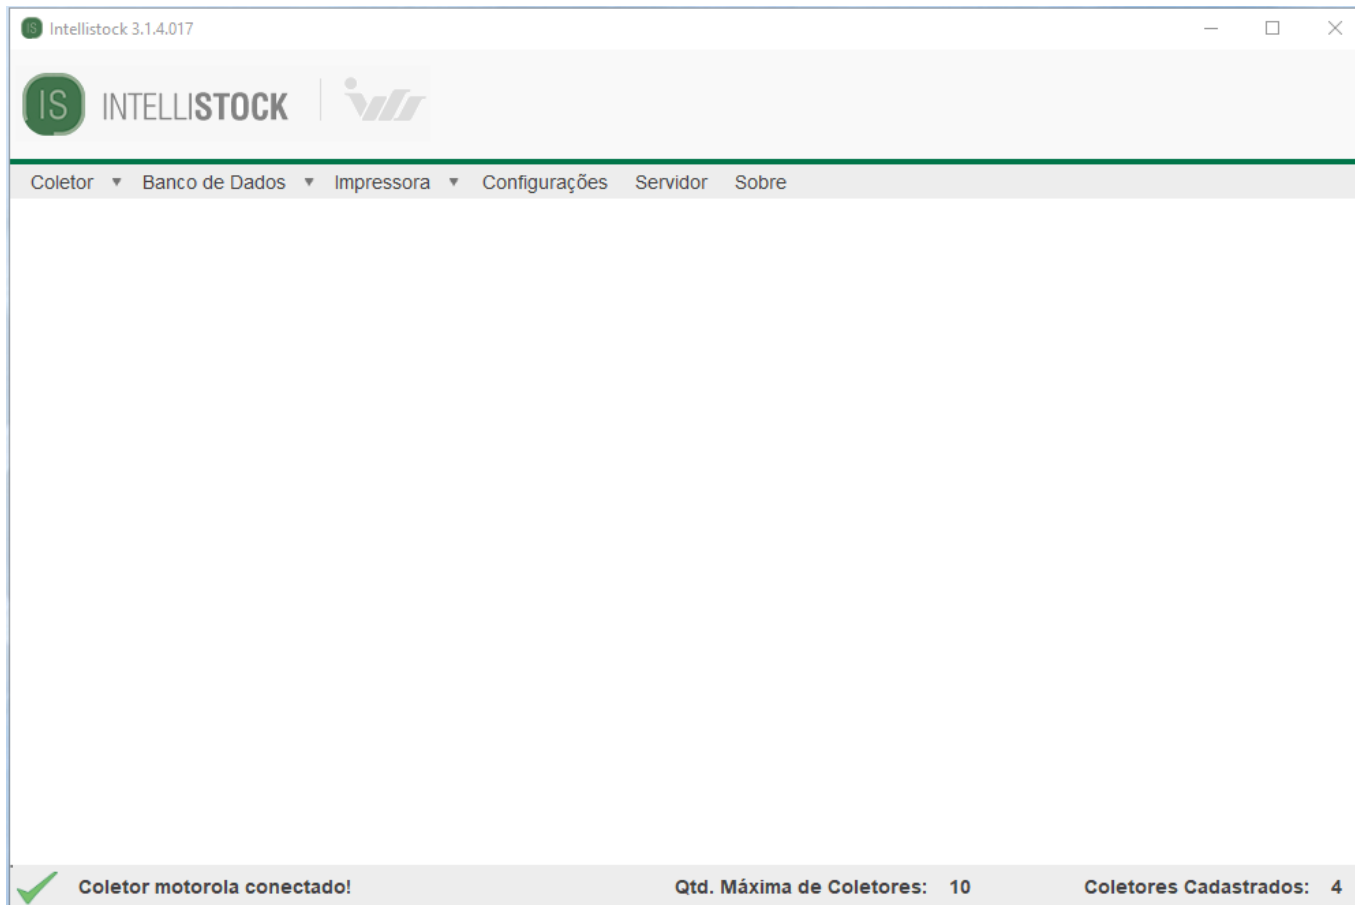 Intellistock 3.1.4.017
IS INTELLISTOCK
Coletor Banco de Dados Impressora Configurações Servidor Sobre
Coletor motorola conectado! Qtd. Máxima de Coletores: 10 Coletores Cadastrados: 4